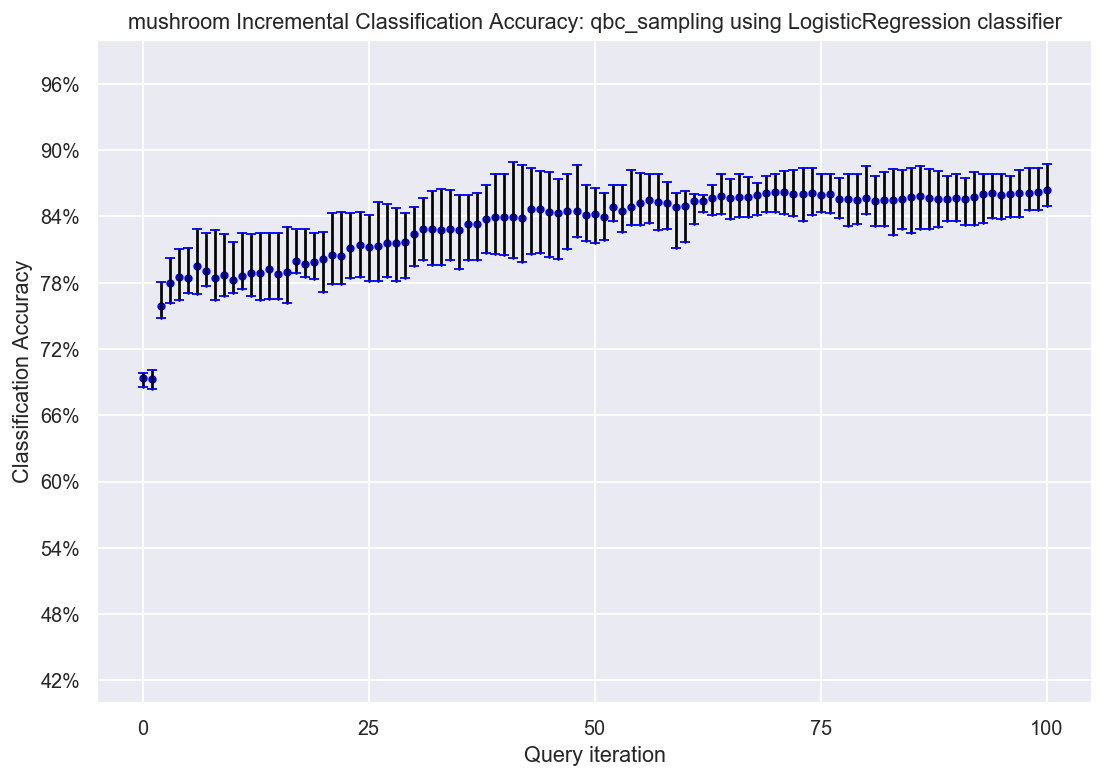 mushroom Incremental Classification Accuracy: qbc_sampling using LogisticRegression classifier
96%
90%
84%
78%
72%
66%
60%
54%
48%
42%
Classification Accuracy
0 25 50 75 100
Query iteration